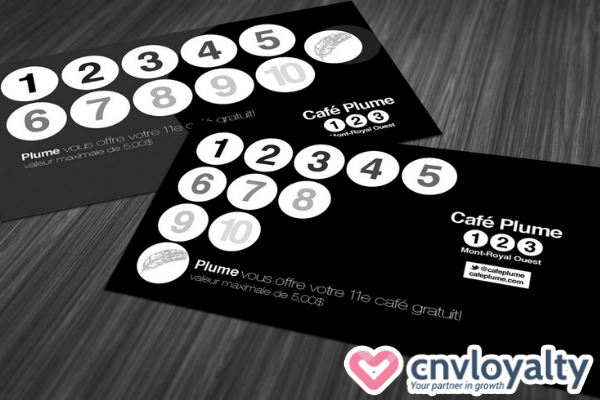 1 2 3 4 5
6 7 8 9 10
Plume vous offre votre 11e café gratuit!
valeur maximale de 5,00$
Café Plume
1 2 3
Mont-Royal Ouest
1 2 3 4 5
6 7 8
9 10
Plume vous offre votre 11e café gratuit!
valeur maximale de 5,00$
Café Plume
1 2 3
Mont-Royal Ouest
@cafeplume
cafeplume.com
cnvloyalty
Your partner in growth